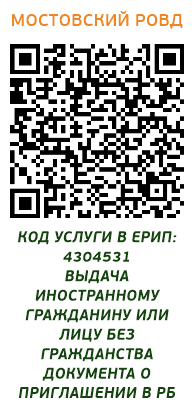 МОСТОВСКИЙ РОВД
КОД УСЛУГИ В ЕРИП:
4304531
ВЫДАЧА
ИНОСТРАННОМУ
ГРАЖДАНИНУ ИЛИ
ЛИЦУ БЕЗ
ГРАЖДАНСТВА
ДОКУМЕНТА О
ПРИГЛАШЕНИИ В РБ